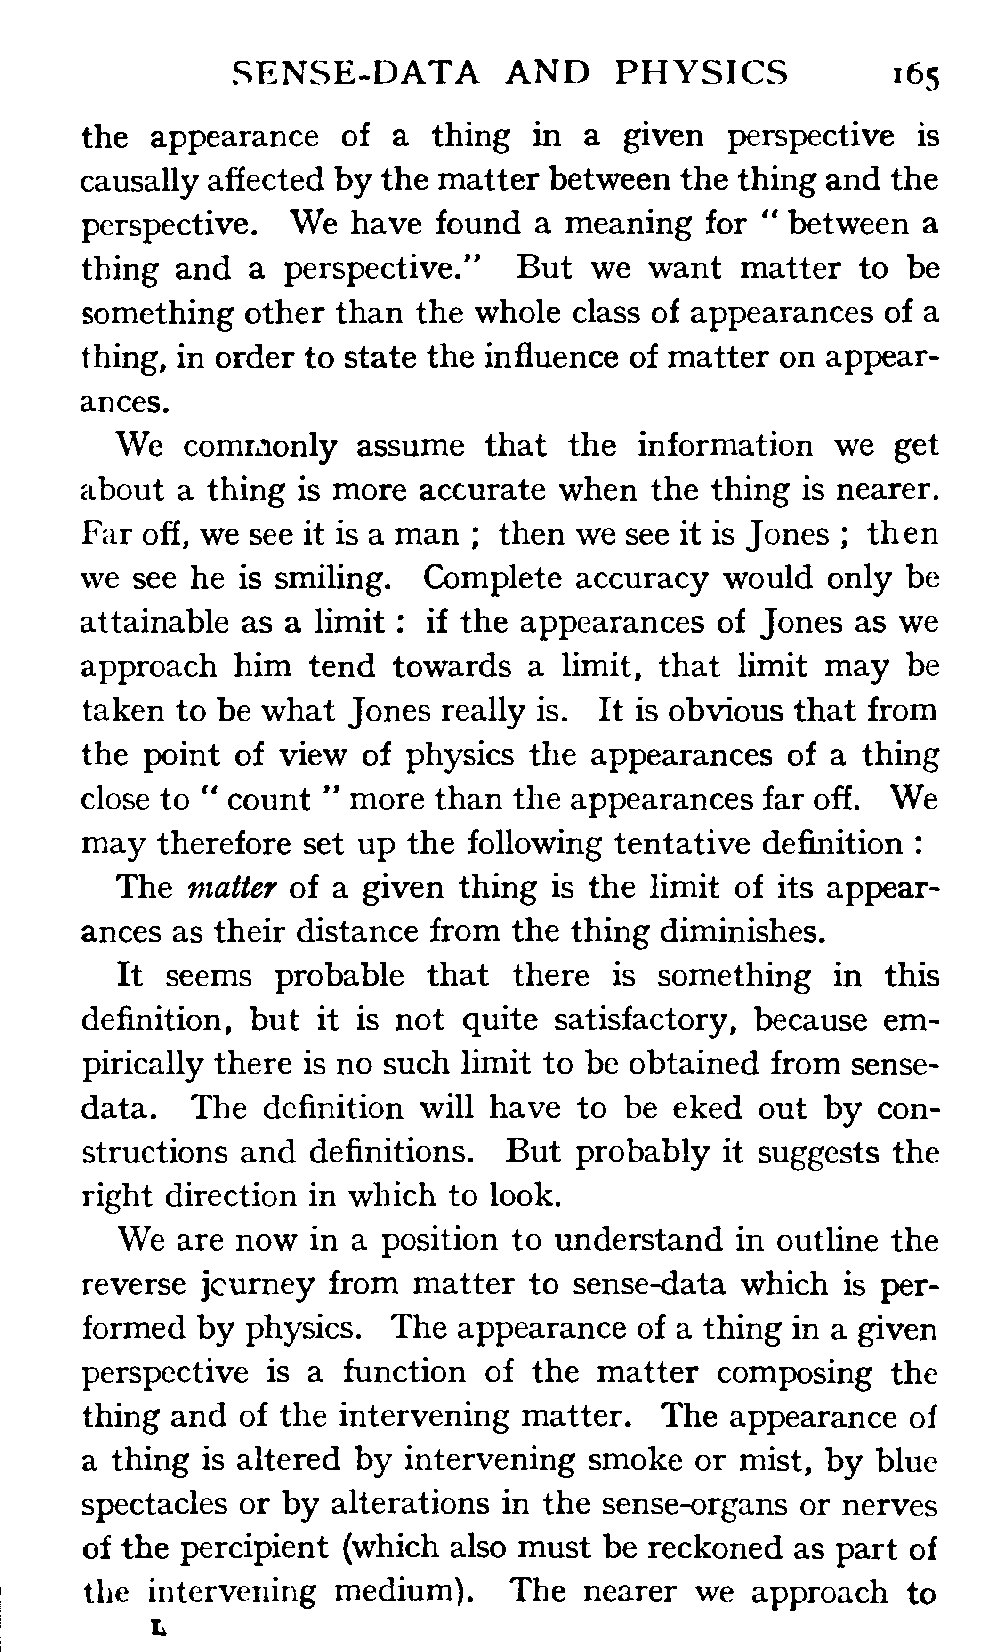 SENSE-DATA AND PHYSICS 165
the appearance of a thing in a given perspective is
causally affected by the matter between the thing and the
perspective. We have found a meaning for “ between a
thing and a perspective.” But we want matter to be
something other than the whole class of appearances of a
thing, in order to state the influence of matter on appear-
ances.
We commonly assume that the information we get
about a thing is more accurate when the thing is nearer.
Far off, we see it is a man ; then we see it is Jones ; then
we see he is smiling. Complete accuracy would only be
attainable as a limit : if the appearances of Jones as we
approach him tend towards a limit, that limit may be
taken to be what Jones really is. It is obvious that from
the point of view of physics the appearances of a thing
close to “ count ” more than the appearances far off. We
may therefore set up the following tentative definition :
The matter of a given thing is the limit of its appear-
ances as their distance from the thing diminishes.
It seems probable that there is something in this
definition, but it is not quite satisfactory, because em-
pirically there is no such limit to be obtained from sense-
data. The definition will have to be eked out by con-
structions and definitions. But probably it suggests the
right direction in which to look.
We are now in a position to understand in outline the
reverse journey from matter to sense-data which is per-
formed by physics. The appearance of a thing in a given
perspective is a function of the matter composing the
thing and of the intervening matter. The appearance of
a thing is altered by intervening smoke or mist, by blue
spectacles or by alterations in the sense-organs or nerves
of the percipient (which also must be reckoned as part of
the intervening medium). The nearer we approach to
L